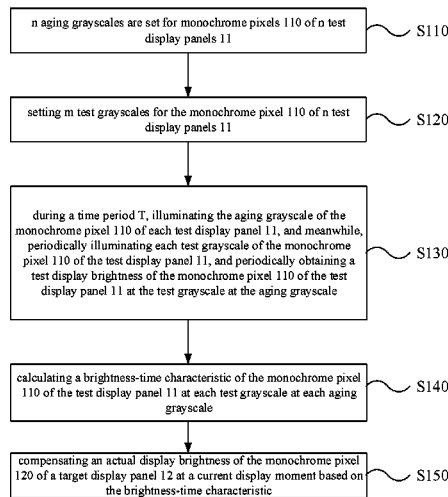 n aging grayscales are set for monochrome pixels 110 of n test
display panels 11
S110
setting m test grayscales for the monochrome pixel 110 of n test
display panels 11
S120
during a time period T, illuminating the aging grayscale of the
monochrome pixel 110 of each test display panel 11, and meanwhile,
periodically illuminating each test grayscale of the monochrome
pixel 110 of the test display panel 11, and periodically obtaining a
test display brightness of the monochrome pixel 110 of the test
display panel 11 at the test grayscale at the aging grayscale
S130
calculating a brightness-time characteristic of the monochrome pixel
110 of the test display panel 11 at each test grayscale at each aging
grayscale
S140
compensating an actual display brightness of the monochrome pixel
120 of a target display panel 12 at a current display moment based on
the brightness-time characteristic
S150